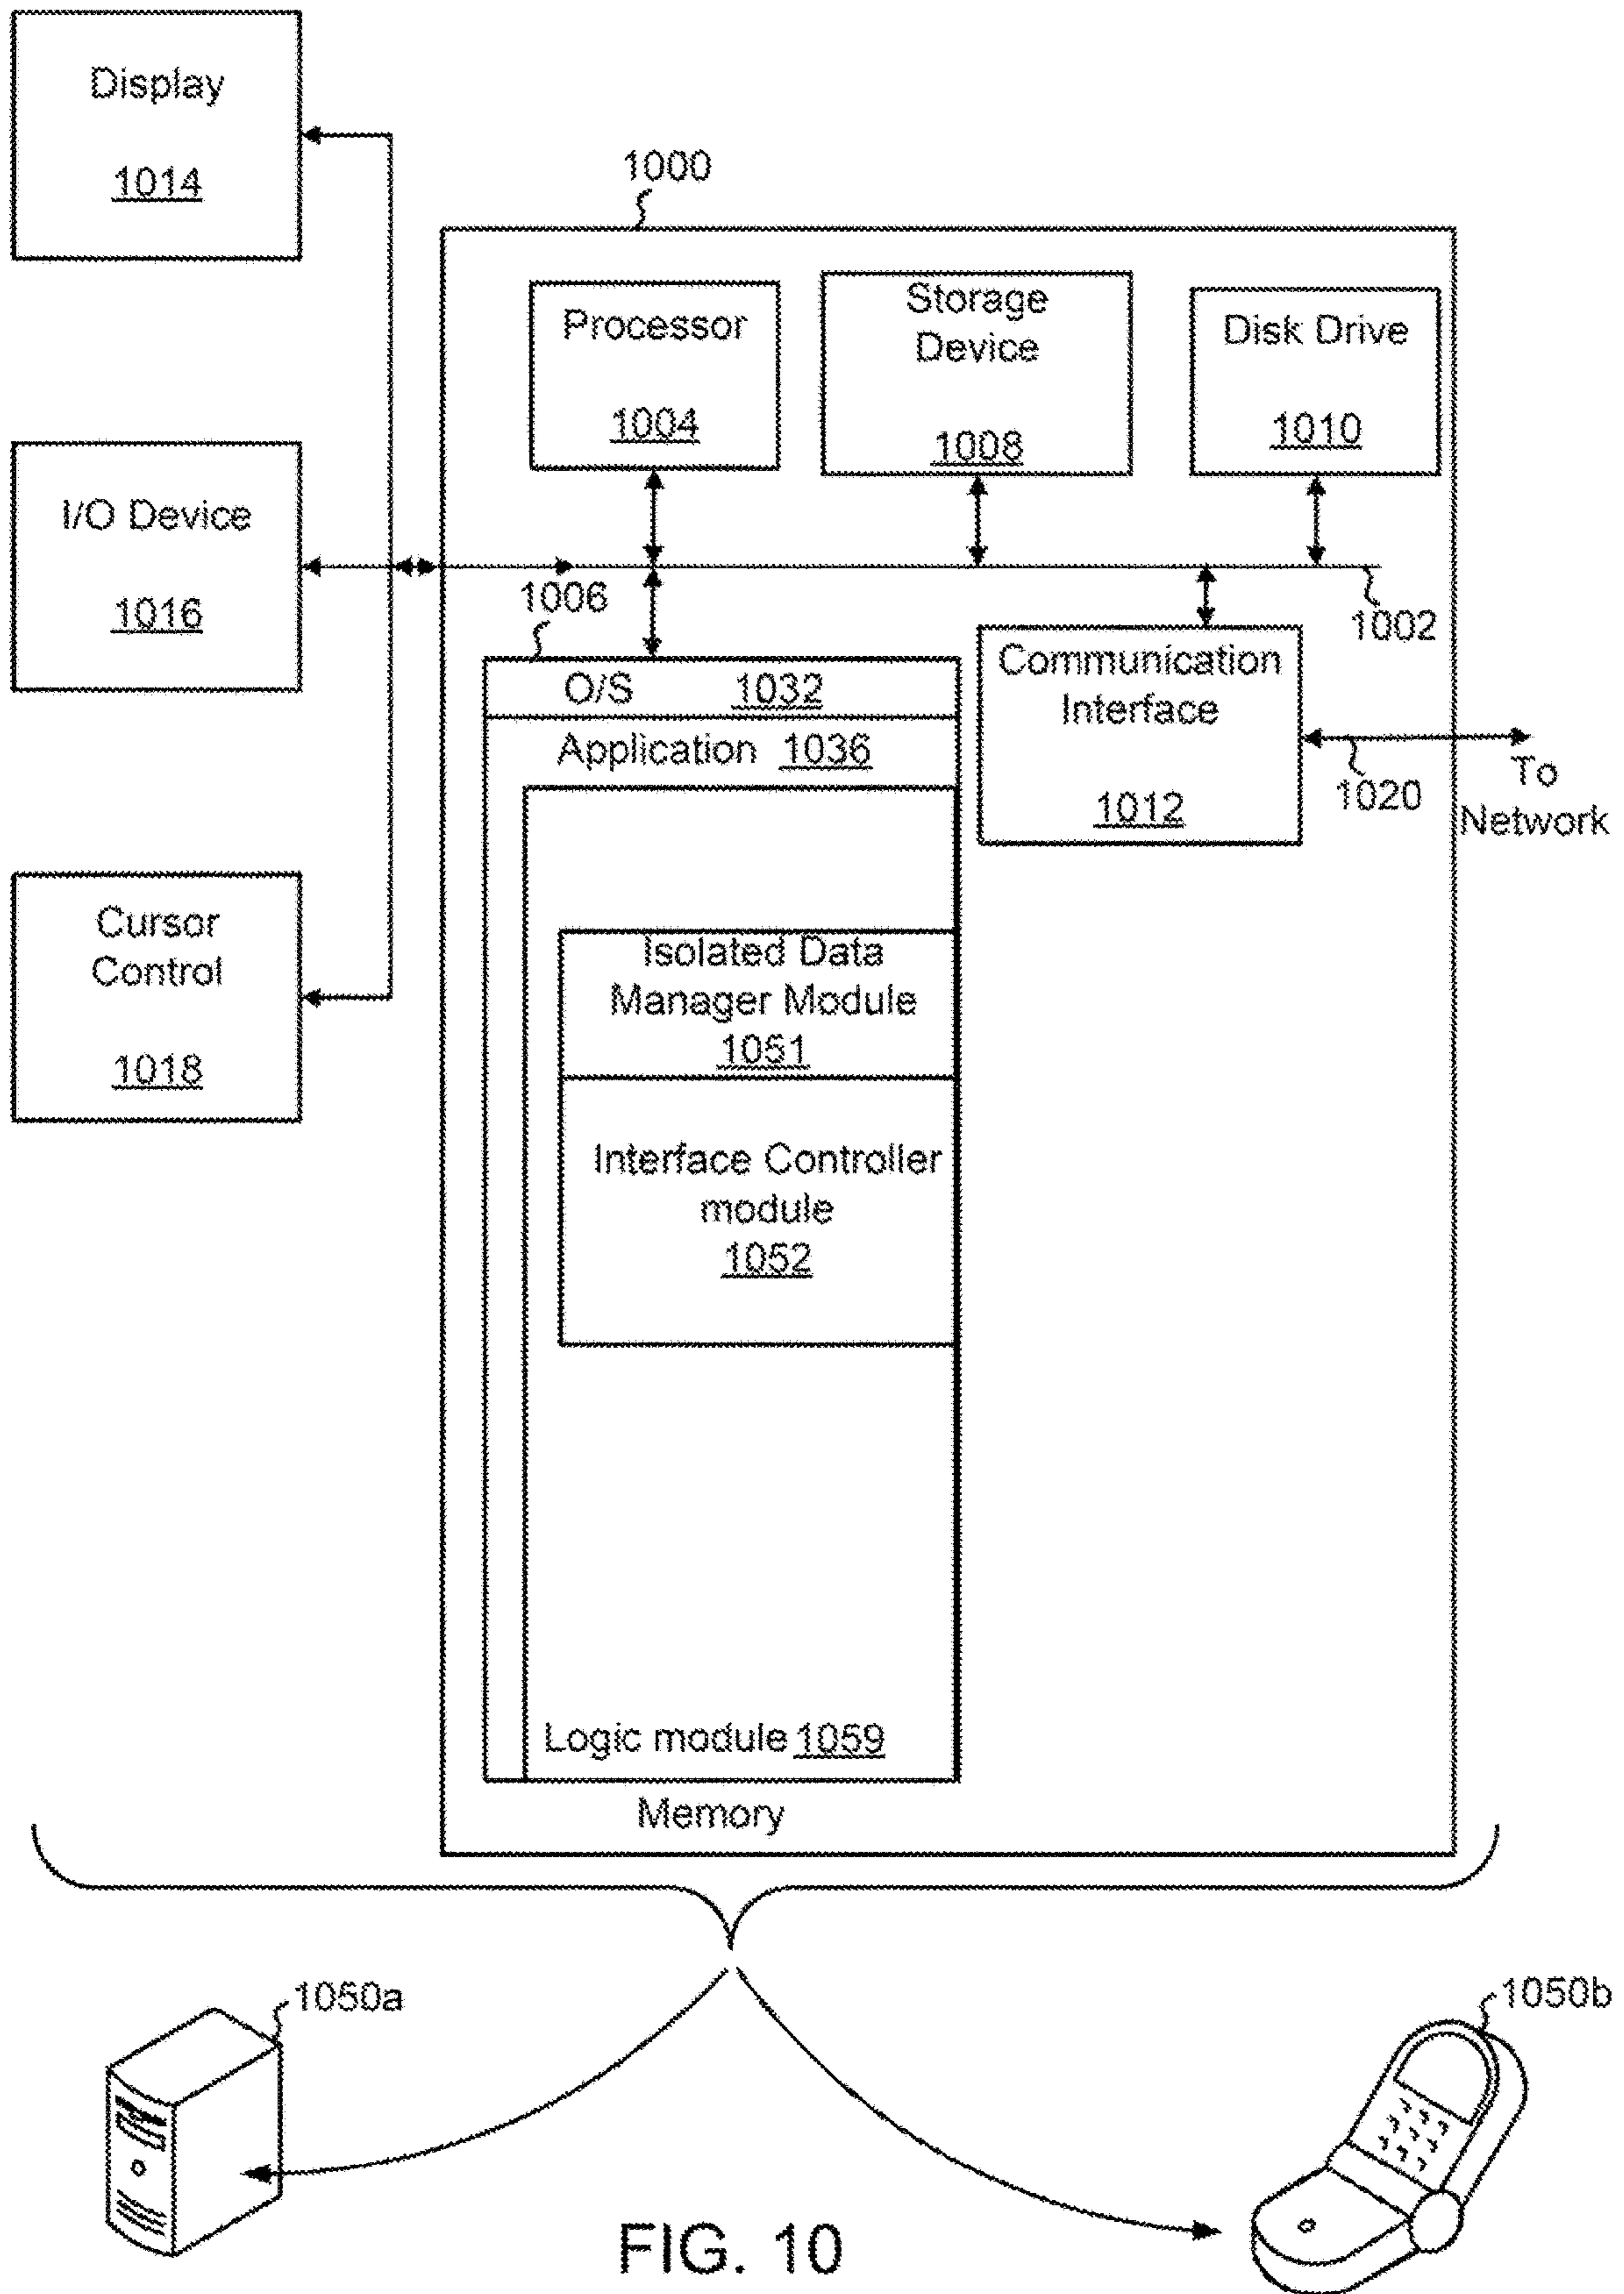 Display
1014
1000
Processor
1004
Storage
Device
1008
Disk Drive
1010
I/O Device
1016
1006
1002
O/S 1032
Application 1036
Communication
Interface
1012
1020
To
Network
Cursor
Control
1018
Isolated Data
Manager Module
1051
Interface Controller
module
1052
Logic module 1059
Memory
1050a
1050b
FIG. 10